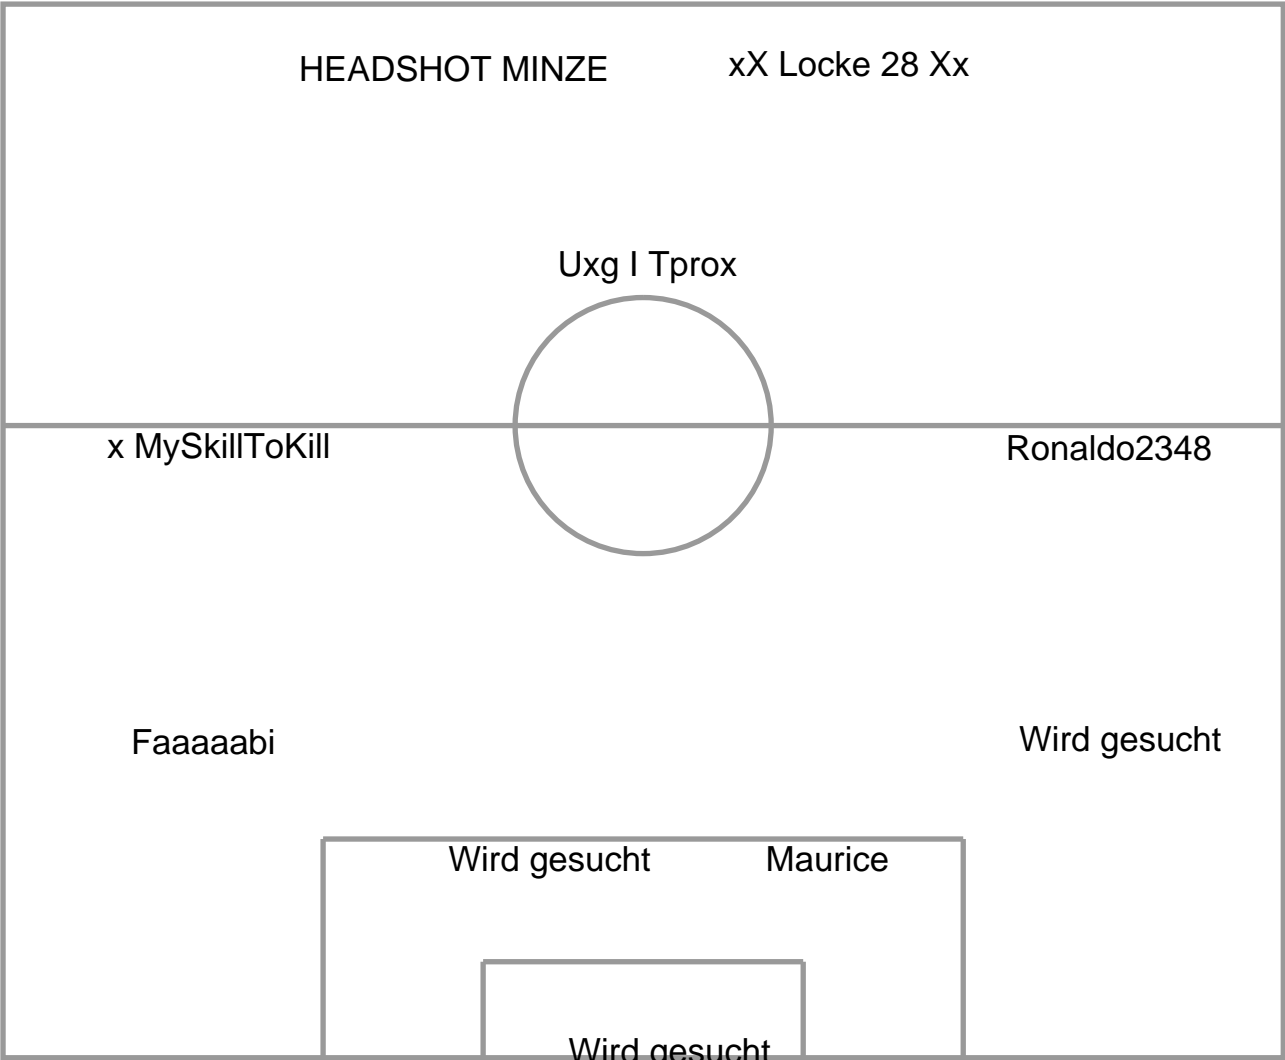 HEADSHOT MINZE
xX Locke 28 Xx
Uxg I Tprox
x MySkillToKill
Ronaldo2348
Faaaaabi
Wird gesucht
Wird gesucht
Maurice
Wird gesucht